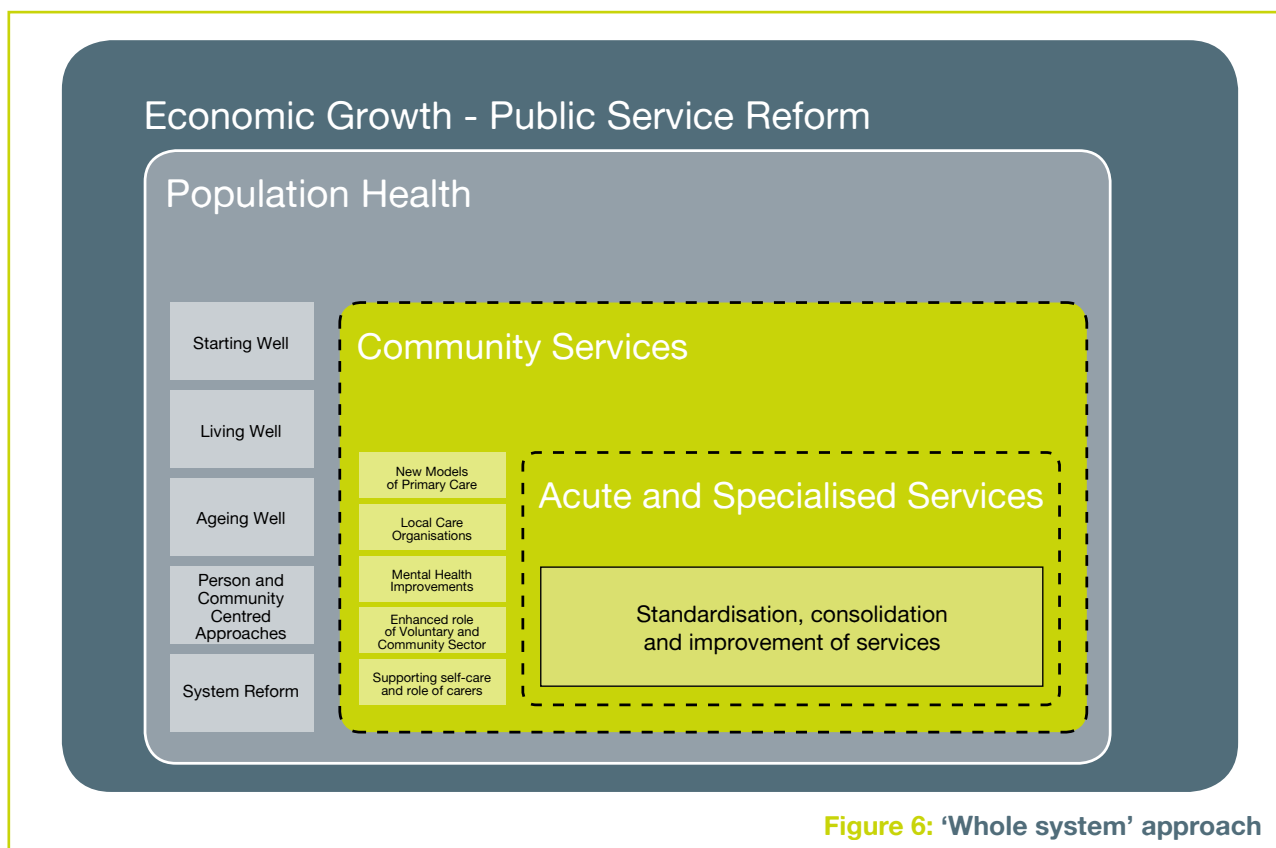 Economic Growth - Public Service Reform
Population Health
Starting Well
Living Well
Ageing Well
Person and
Community
Centred
Approaches
System Reform
Community Services
New Models
of Primary Care
Local Care
Organisations
Mental Health
Improvements
Enhanced role
of Voluntary and
Community Sector
Supporting self-care
and role of carers
Acute and Specialised Services
Standardisation, consolidation
and improvement of services
Figure 6: ‘Whole system’ approach